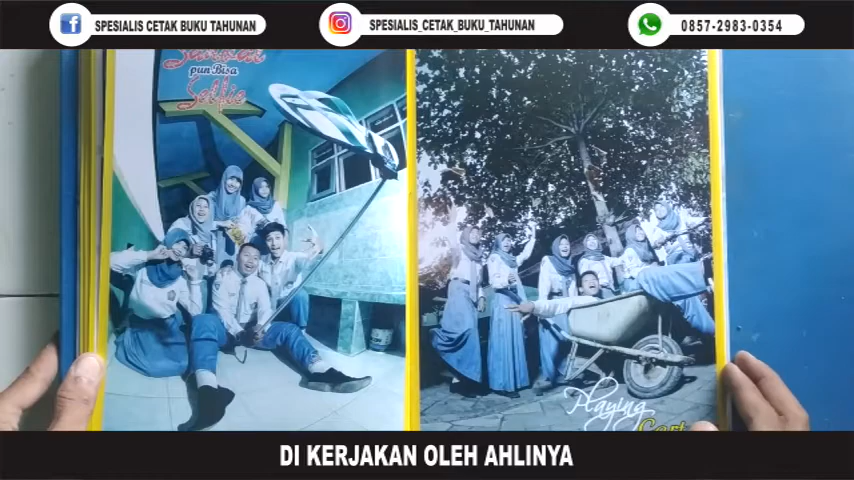 SPESIALIS CETAK BUKU TAHUNAN
SPESIALIS_CETAK_BUKU_TAHUNAN
0857-2983-0354
pun Bisa
Selfie
Playing
DI KERJAKAN OLEH AHLINYA